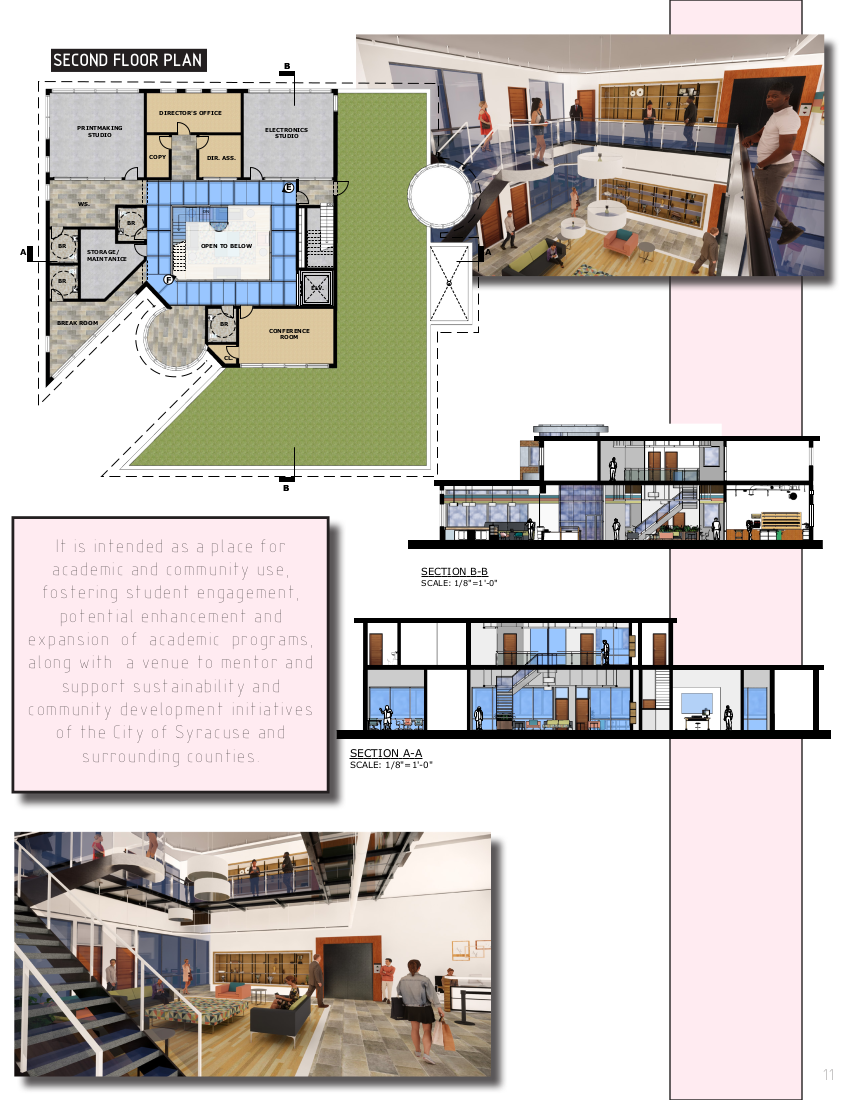 SECOND FLOOR PLAN
B
PRINTMAKING
STUDIO
DIRECTOR'S OFFICE
ELECTRONICS
STUDIO
COPY
DIR. ASS.
E
WS.
BR
A
BR
STORAGE/
MAINTANICE
OPEN TO BELOW
A
F
BR
BREAK ROOM
BR
CONFERENCE
ROOM
CL.
B
SECTION B-B
SCALE: 1/8"=1'-0"
It is intended as a place for
academic and community use,
fostering student engagement,
potential enhancement and
expansion of academic programs,
along with a venue to mentor and
support sustainability and
community development initiatives
of the City of Syracuse and
surrounding counties.
SECTION A-A
SCALE: 1/8"=1'-0"
11